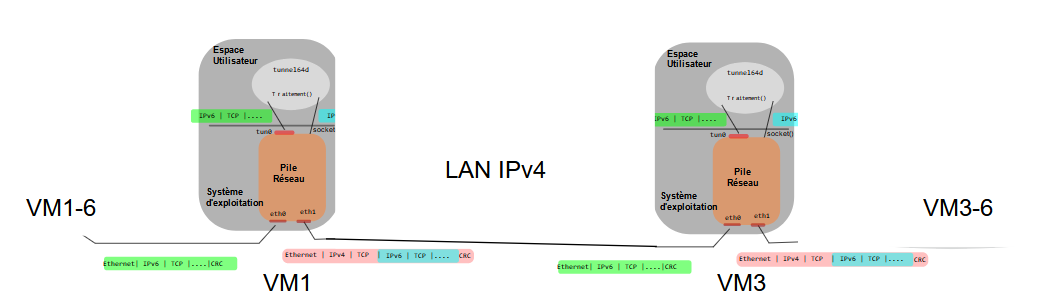 Espace
Utilisateur
tunnel64d
Traitement()
IPv6 | TCP |....
IP
tun0
socket
Pile
Réseau
Système
d'exploitation
eth0
eth1
Espace
Utilisateur
tunnel64d
Traitement()
IPv6 | TCP |....
IPv6
tun0
socket()
Pile
Réseau
Système
d'exploitation
eth0
eth1
LAN IPv4
VM1-6
VM3-6
Ethernet| IPv6 | TCP |....|CRC
Ethernet | IPv4 | TCP | IPv6 | TCP |.... CRC
Ethernet| IPv6 | TCP |....|CRC
Ethernet | IPv4 | TCP | IPv6 | TCP |.... CRC
VM1
VM3